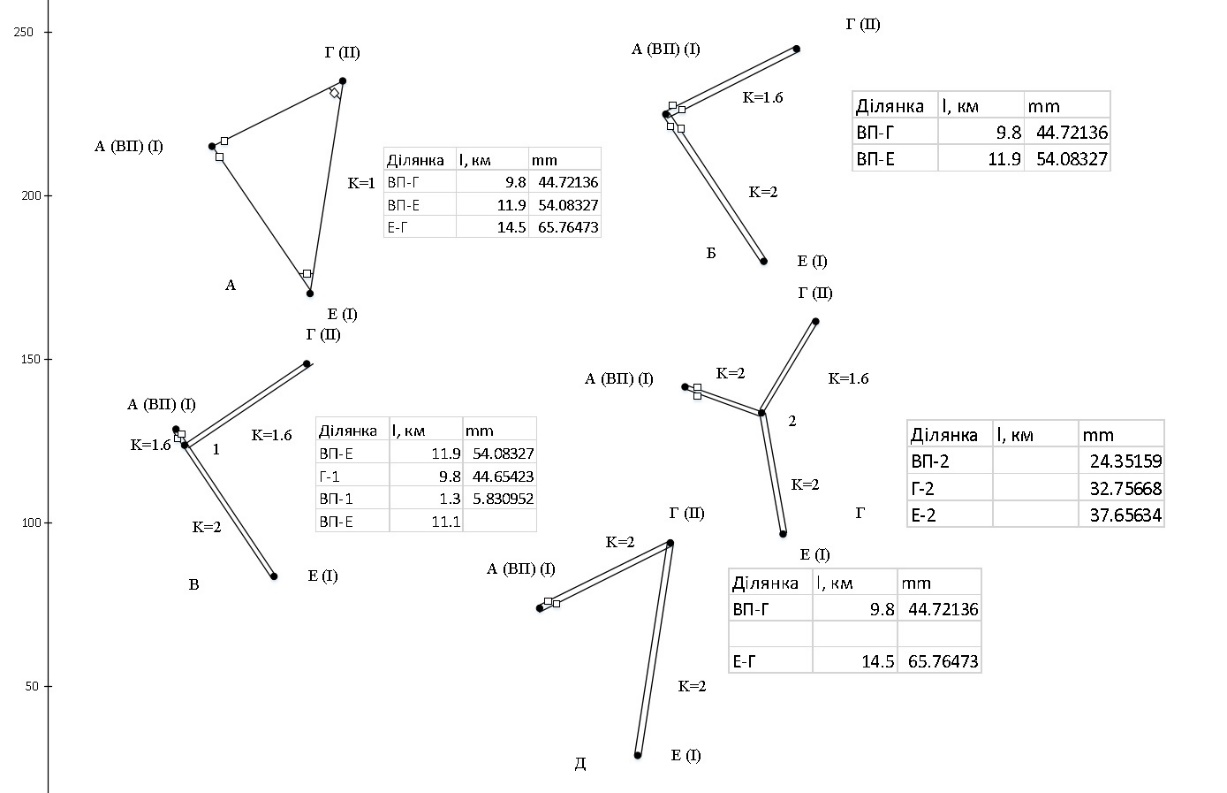 250
Г (II)
А (ВП) (I)
K=1
Ділянка l, км mm
ВП-Г 9.8 44.72136
ВП-Е 11.9 54.08327
Е-Г 14.5 65.76473
200
А
Е (I)
Г (II)
А (ВП) (I)
K=1.6
K=2
Б
Е (I)
Ділянка l, км mm
ВП-Г 9.8 44.72136
ВП-Е 11.9 54.08327
150
Г (II)
А (ВП) (I)
K=1.6
1
K=1.6
K=2
В
Е (I)
Ділянка l, км mm
ВП-Е 11.9 54.08327
Г-1 9.8 44.65423
ВП-1 1.3 5.830952
ВП-Е 11.1
Г (II)
А (ВП) (I)
K=2
K=1.6
2
K=2
Г
Е (I)
Ділянка l, км mm
ВП-2 24.35159
Г-2 32.75668
Е-2 37.65634
100
Г (II)
K=2
А (ВП) (I)
K=2
Е (I)
Д
Ділянка l, км mm
ВП-Г 9.8 44.72136
Е-Г 14.5 65.76473
50